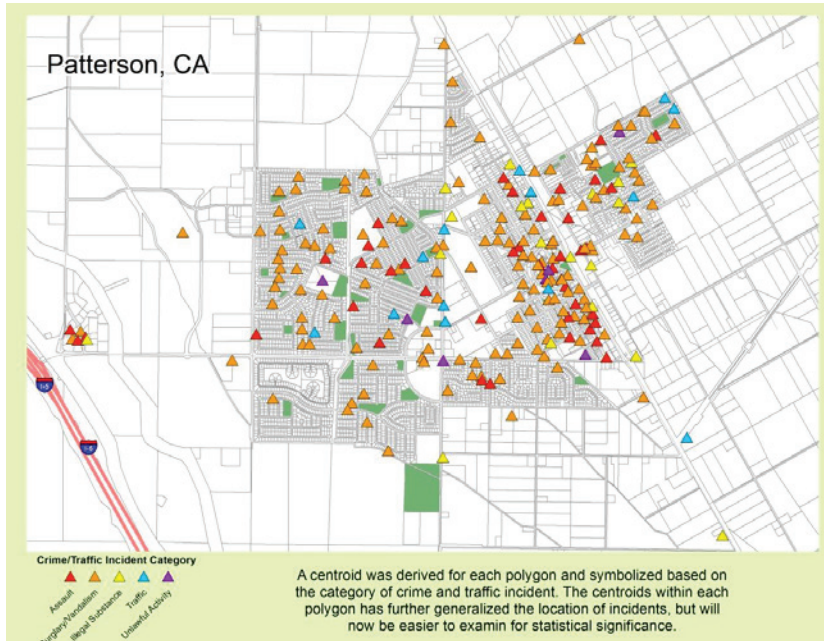 Patterson, CA
I-5
I-5
Crime/Traffic Incident Category
Assault
Burglary/Vandalism
Illegal Substance
Traffic
Unlawful Activity
A centroid was derived for each polygon and symbolized based on
the category of crime and traffic incident. The centroids within each
polygon has further generalized the location of incidents, but will
now be easier to examin for statistical significance.